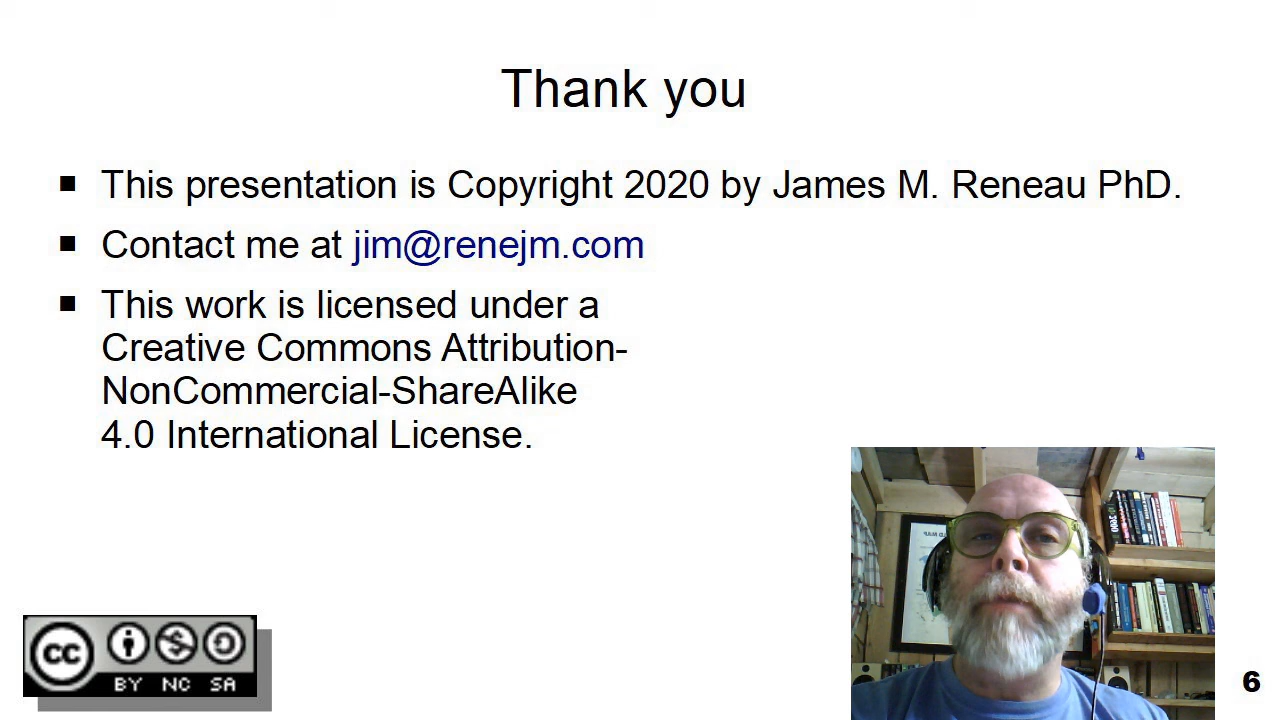 Thank you
This presentation is Copyright 2020 by James M. Reneau PhD.
Contact me at jim@renejm.com
This work is licensed under a
Creative Commons Attribution-
NonCommercial-ShareAlike
4.0 International License.
cc
BY NC SA
6